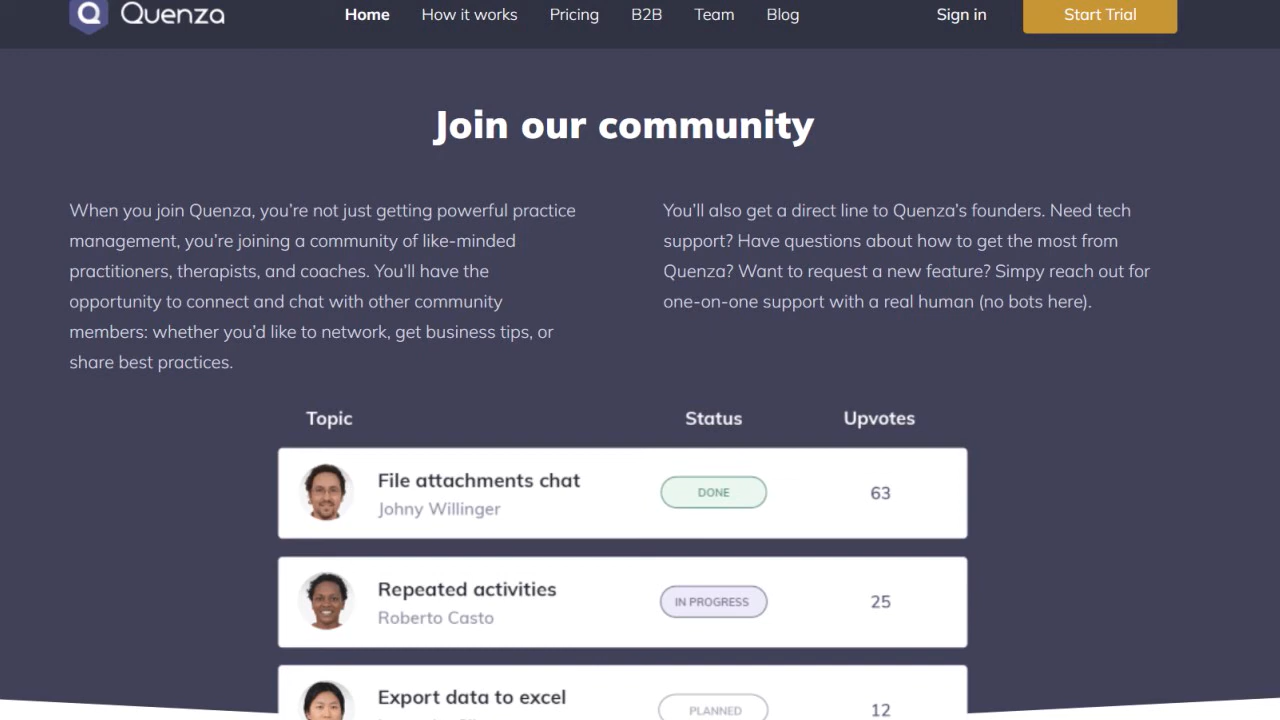 Quenza
Home How it works Pricing B2B Team Blog Sign in Start Trial
Join our community
When you join Quenza, you're not just getting powerful practice
management, you're joining a community of like-minded
practitioners, therapists, and coaches. You'll have the
opportunity to connect and chat with other community
members: whether you'd like to network, get business tips, or
share best practices.
You'll also get a direct line to Quenza's founders. Need tech
support? Have questions about how to get the most from
Quenza? Want to request a new feature? Simpy reach out for
one-on-one support with a real human (no bots here).
Topic Status Upvotes
File attachments chat
Johny Willinger
DONE
63
Repeated activities
Roberto Casto
IN PROGRESS
25
Export data to excel
PLANNED
12